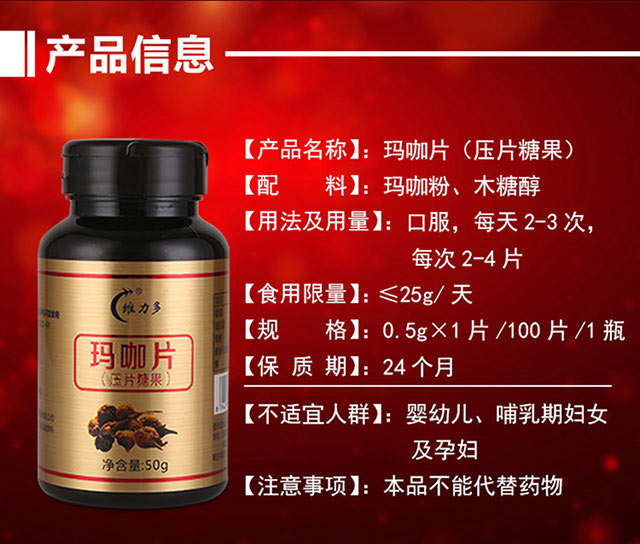 产品信息
【产品名称】：玛咖片（压片糖果）
【配　　料】：玛咖粉、木糖醇
【用法及用量】：口服，每天2-3次，
每次2-4片
【食用限量】：≤25g/天
【规　　格】：0.5g×1片/100片/1瓶
【保 质 期】：24个月
【不适宜人群】：婴幼儿、哺乳期妇女
及孕妇
【注意事项】：本品不能代替药物
®
维力多
玛咖片
（压片糖果）
净含量:50g